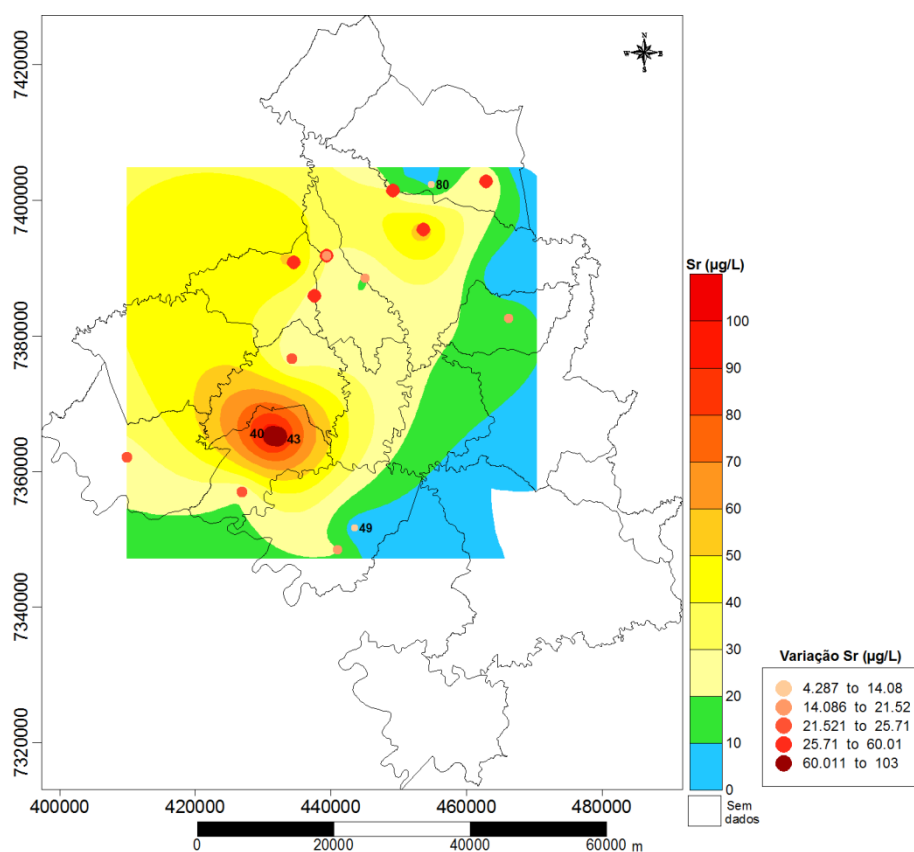 7420000
7400000
7380000
7360000
7340000
7320000
400000
420000
440000
460000
480000
N
W
E
S
80
40
43
49
Sr (µg/L)
100
90
80
70
60
50
40
30
20
10
0
Sem
dados
Variação Sr (µg/L)
4.287 to 14.08
14.086 to 21.52
21.521 to 25.71
25.71 to 60.01
60.011 to 103
0
20000
40000
60000 m